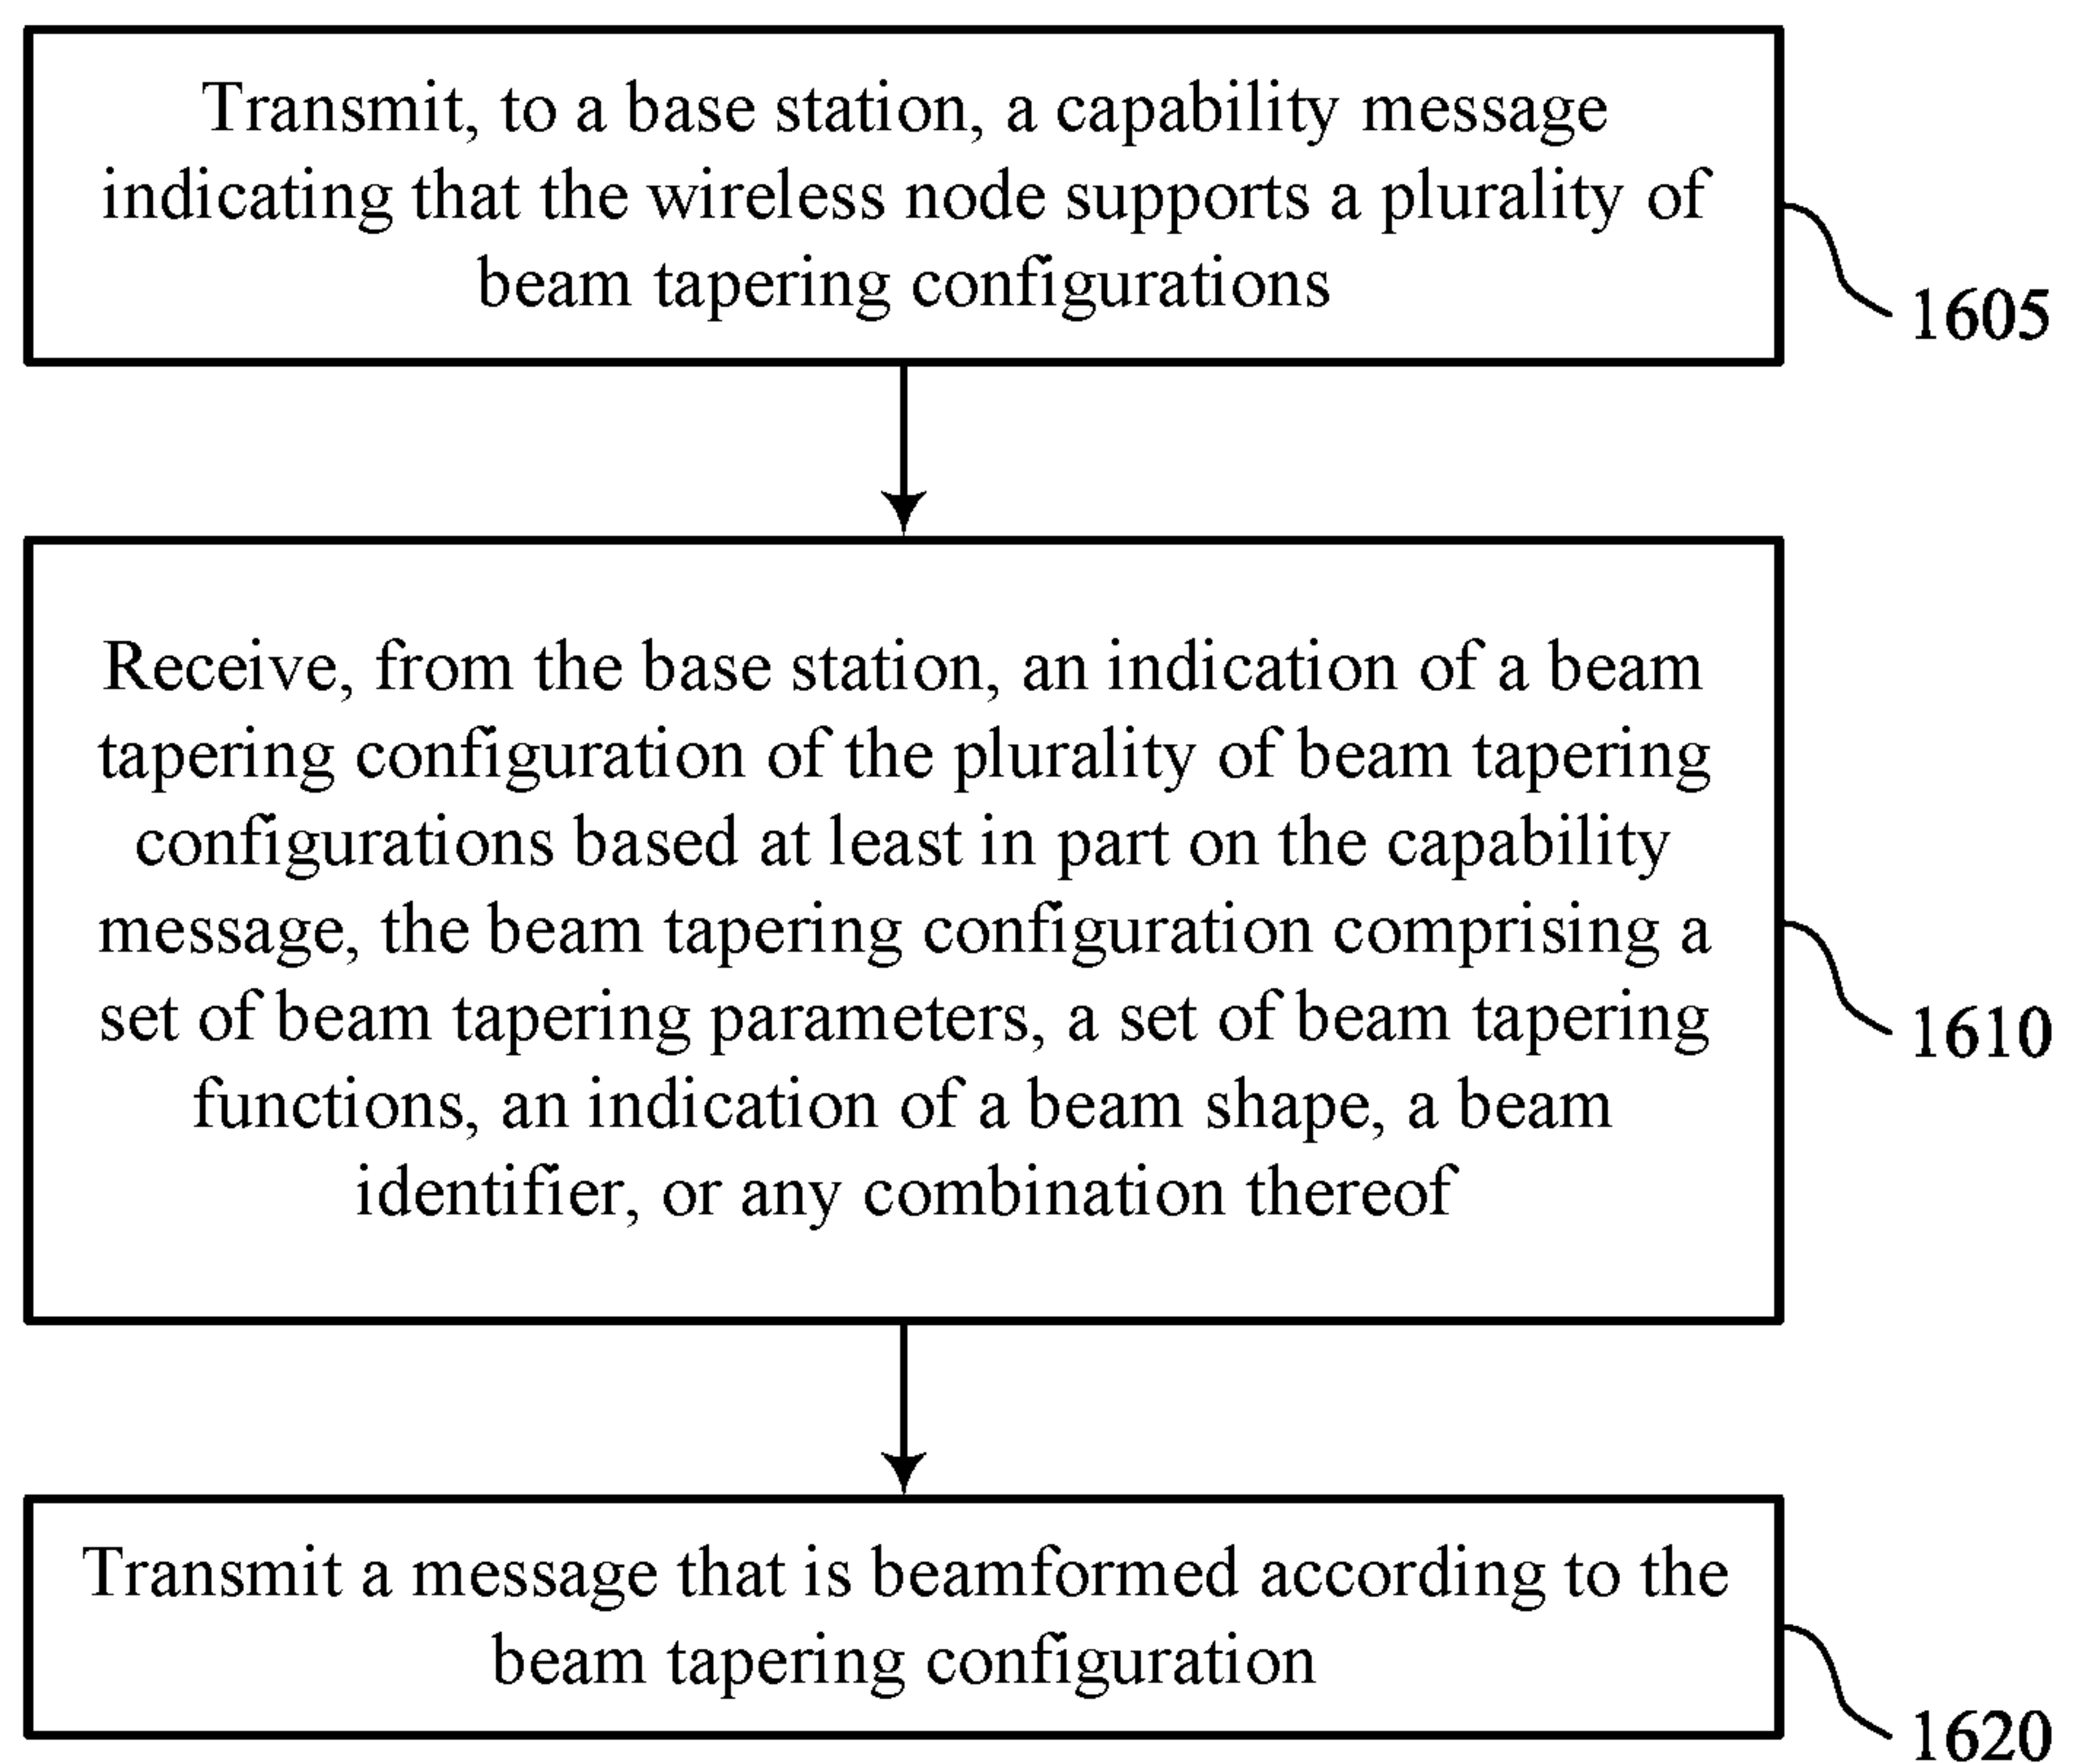 Transmit, to a base station, a capability message
indicating that the wireless node supports a plurality of
beam tapering configurations
1605
Receive, from the base station, an indication of a beam
tapering configuration of the plurality of beam tapering
configurations based at least in part on the capability
message, the beam tapering configuration comprising a
set of beam tapering parameters, a set of beam tapering
functions, an indication of a beam shape, a beam
identifier, or any combination thereof
1610
Transmit a message that is beamformed according to the
beam tapering configuration
1620